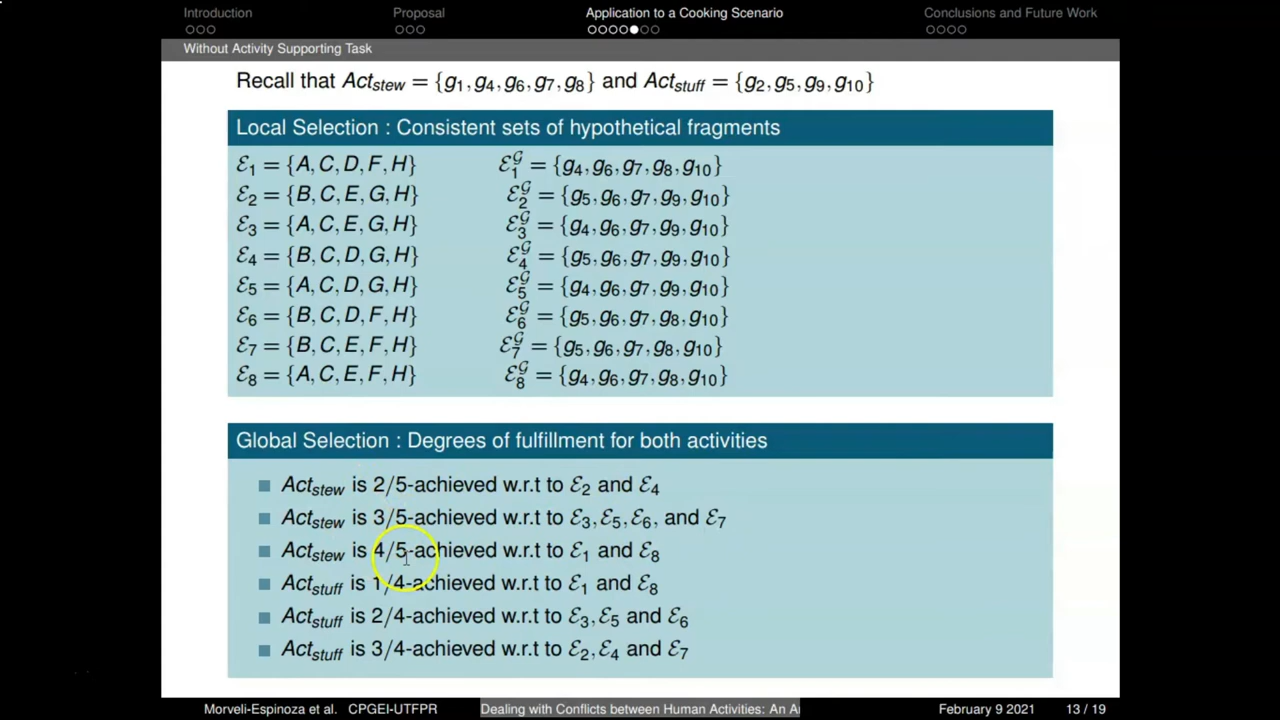 Introduction Proposal Application to a Cooking Scenario Conclusions and Future Work
Without Activity Supporting Task
Recall that Act_stew = {g1, g4, g6, g7, g8} and Act_stuff = {g2, g5, g9, g10}
Local Selection : Consistent sets of hypothetical fragments
ℰ1 = {A, C, D, F, H} ℰ1^𝒢 = {g4, g6, g7, g8, g10}
ℰ2 = {B, C, E, G, H} ℰ2^𝒢 = {g5, g6, g7, g9, g10}
ℰ3 = {A, C, E, G, H} ℰ3^𝒢 = {g4, g6, g7, g9, g10}
ℰ4 = {B, C, D, G, H} ℰ4^𝒢 = {g5, g6, g7, g9, g10}
ℰ5 = {A, C, D, G, H} ℰ5^𝒢 = {g4, g6, g7, g9, g10}
ℰ6 = {B, C, D, F, H} ℰ6^𝒢 = {g5, g6, g7, g8, g10}
ℰ7 = {B, C, E, F, H} ℰ7^𝒢 = {g5, g6, g7, g8, g10}
ℰ8 = {A, C, E, F, H} ℰ8^𝒢 = {g4, g6, g7, g8, g10}
Global Selection : Degrees of fulfillment for both activities
Act_stew is 2/5-achieved w.r.t to ℰ2 and ℰ4
Act_stew is 3/5-achieved w.r.t to ℰ3, ℰ5, ℰ6, and ℰ7
Act_stew is 4/5-achieved w.r.t to ℰ1 and ℰ8
Act_stuff is 1/4-achieved w.r.t to ℰ1 and ℰ8
Act_stuff is 2/4-achieved w.r.t to ℰ3, ℰ5 and ℰ6
Act_stuff is 3/4-achieved w.r.t to ℰ2, ℰ4 and ℰ7
Morveli-Espinoza et al. CPGEI-UTFPR Dealing with Conflicts between Human Activities: An A February 9 2021 13 / 19